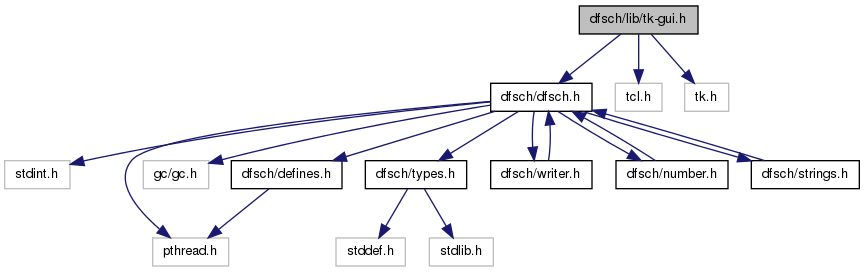 dfsch/lib/tk-gui.h
dfsch/dfsch.h
tcl.h
tk.h
stdint.h
gc/gc.h
dfsch/defines.h
dfsch/types.h
dfsch/writer.h
dfsch/number.h
dfsch/strings.h
pthread.h
stddef.h
stdlib.h